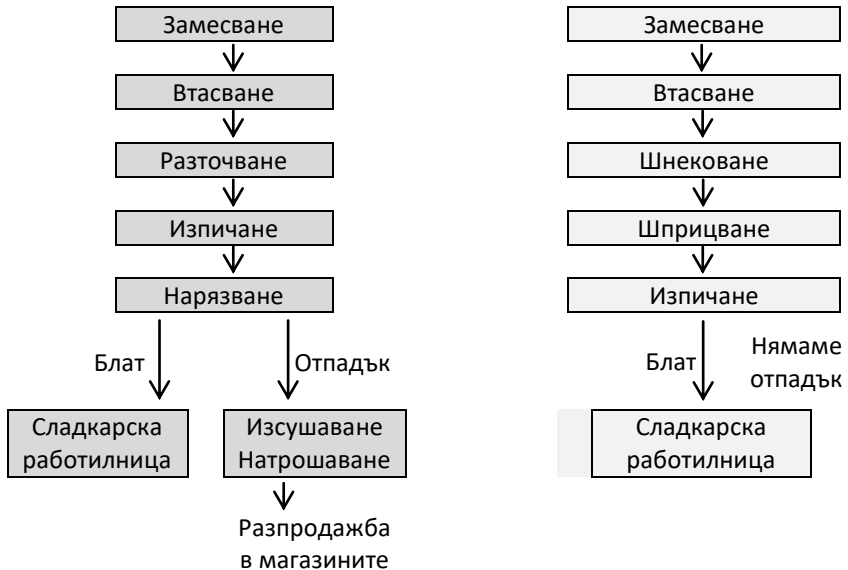 Замесване
Втасване
Разточване
Изпичане
Нарязване
Блат
Отпадък
Сладкарска
работилница
Изсушаване
Натрошаване
Разпродажба
в магазините
Замесване
Втасване
Шнековане
Шприцване
Изпичане
Блат
Нямаме
отпадък
Сладкарска
работилница